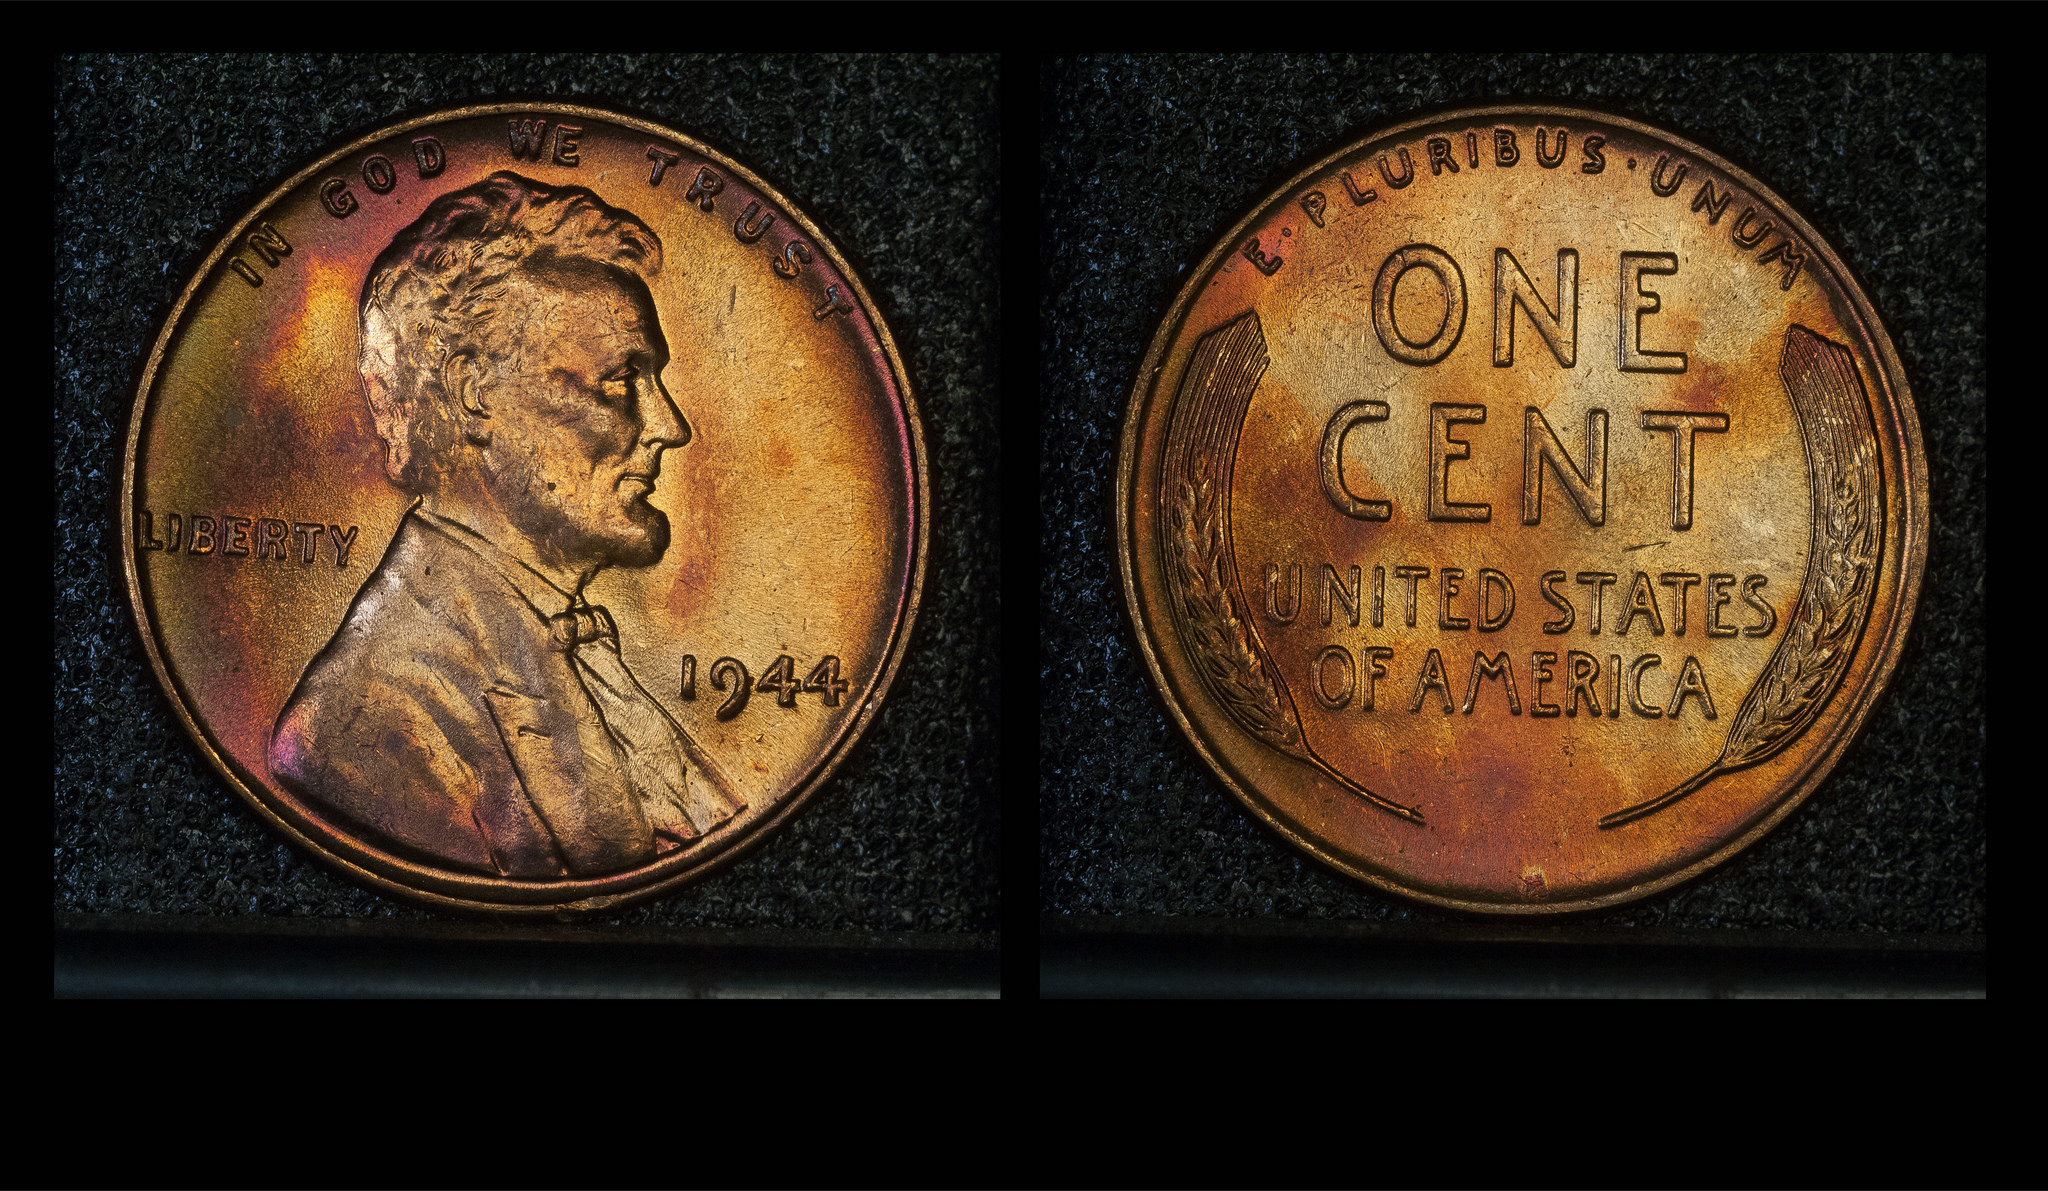 IN GOD WE TRUST
LIBERTY
1944
E·PLURIBUS·UNUM
ONE
CENT
UNITED STATES
OF AMERICA